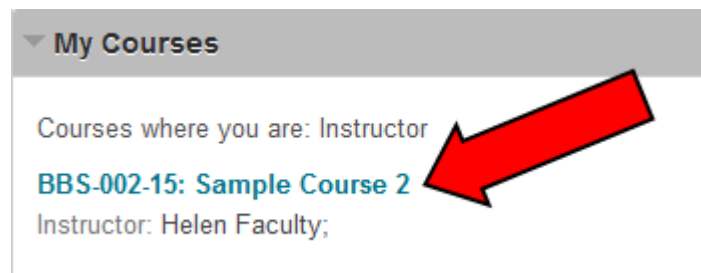 My Courses
Courses where you are: Instructor
BBS-002-15: Sample Course 2
Instructor: Helen Faculty;